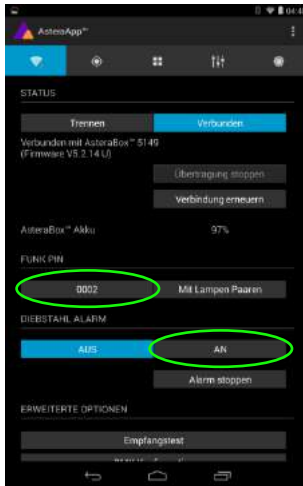 AsteraApp™
STATUS
Trennen Verbunden
Verbunden mit AsteraBox™ 5149
(Firmware V5.2.14 U)
Übertragung stoppen
Verbindung erneuern
AsteraBox™ Akku 97%
FUNK PIN
0002 Mit Lampen Paaren
DIEBSTAHL ALARM
AUS AN
Alarm stoppen
ERWEITERTE OPTIONEN
Empfangstest